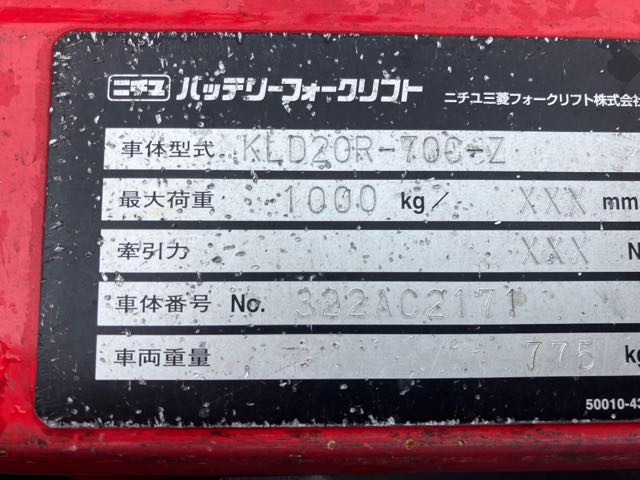 ニチユ バッテリーフォークリフト ニチユ三菱フォークリフト株式会社
車体型式 KLD20R-70C-Z
最大荷重 1000 kg/ XXX mm
牽引力 XXX N
車体番号 No. 322AC2171
車両重量 775 kg
50010-43